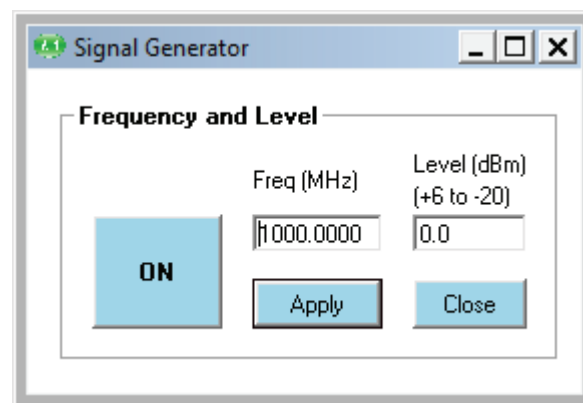 Signal Generator
Frequency and Level
Freq (MHz)
Level (dBm)
(+6 to -20)
1000.0000
0.0
ON
Apply
Close